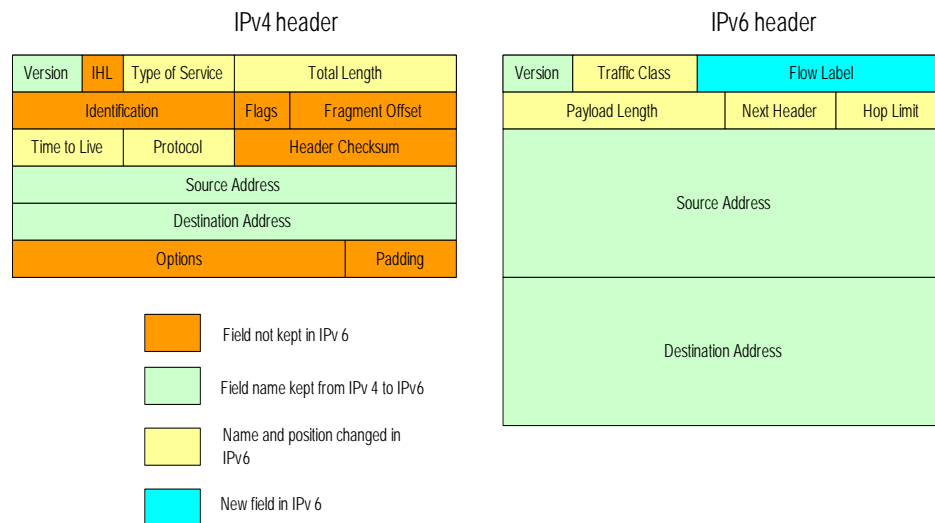 IPv4 header
IPv6 header
Version IHL Type of Service Total Length
Identification Flags Fragment Offset
Time to Live Protocol Header Checksum
Source Address
Destination Address
Options Padding
Version Traffic Class Flow Label
Payload Length Next Header Hop Limit
Source Address
Destination Address
Field not kept in IPv 6
Field name kept from IPv 4 to IPv6
Name and position changed in
IPv6
New field in IPv 6